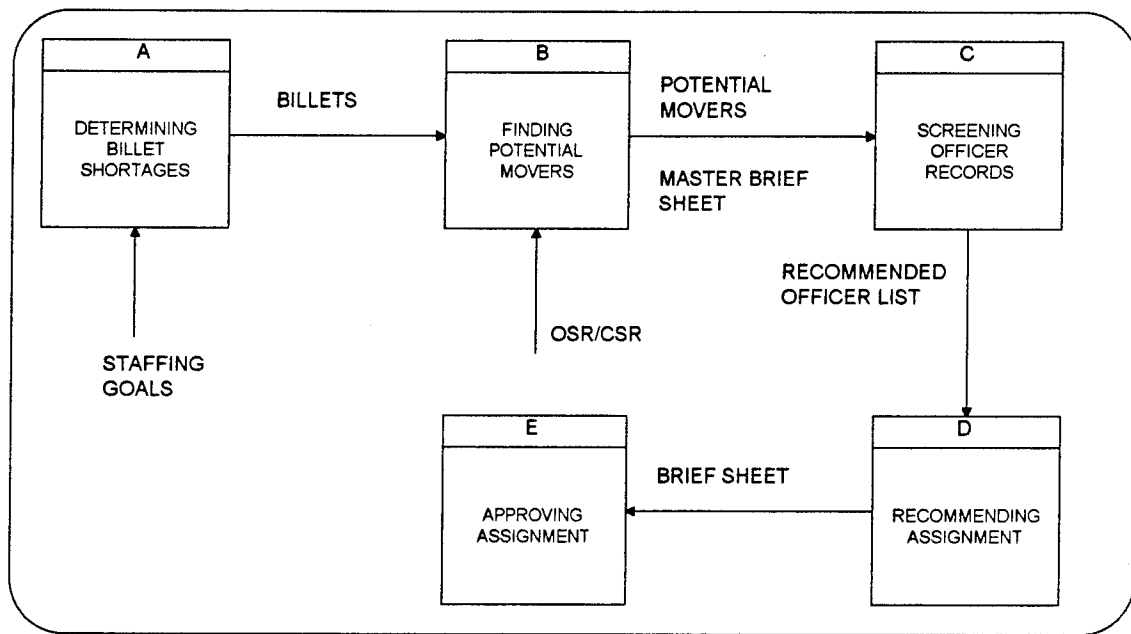 A
DETERMINING
BILLET
SHORTAGES
BILLETS
B
FINDING
POTENTIAL
MOVERS
POTENTIAL
MOVERS
MASTER BRIEF
SHEET
C
SCREENING
OFFICER
RECORDS
STAFFING
GOALS
OSR/CSR
RECOMMENDED
OFFICER LIST
D
RECOMMENDING
ASSIGNMENT
BRIEF SHEET
E
APPROVING
ASSIGNMENT